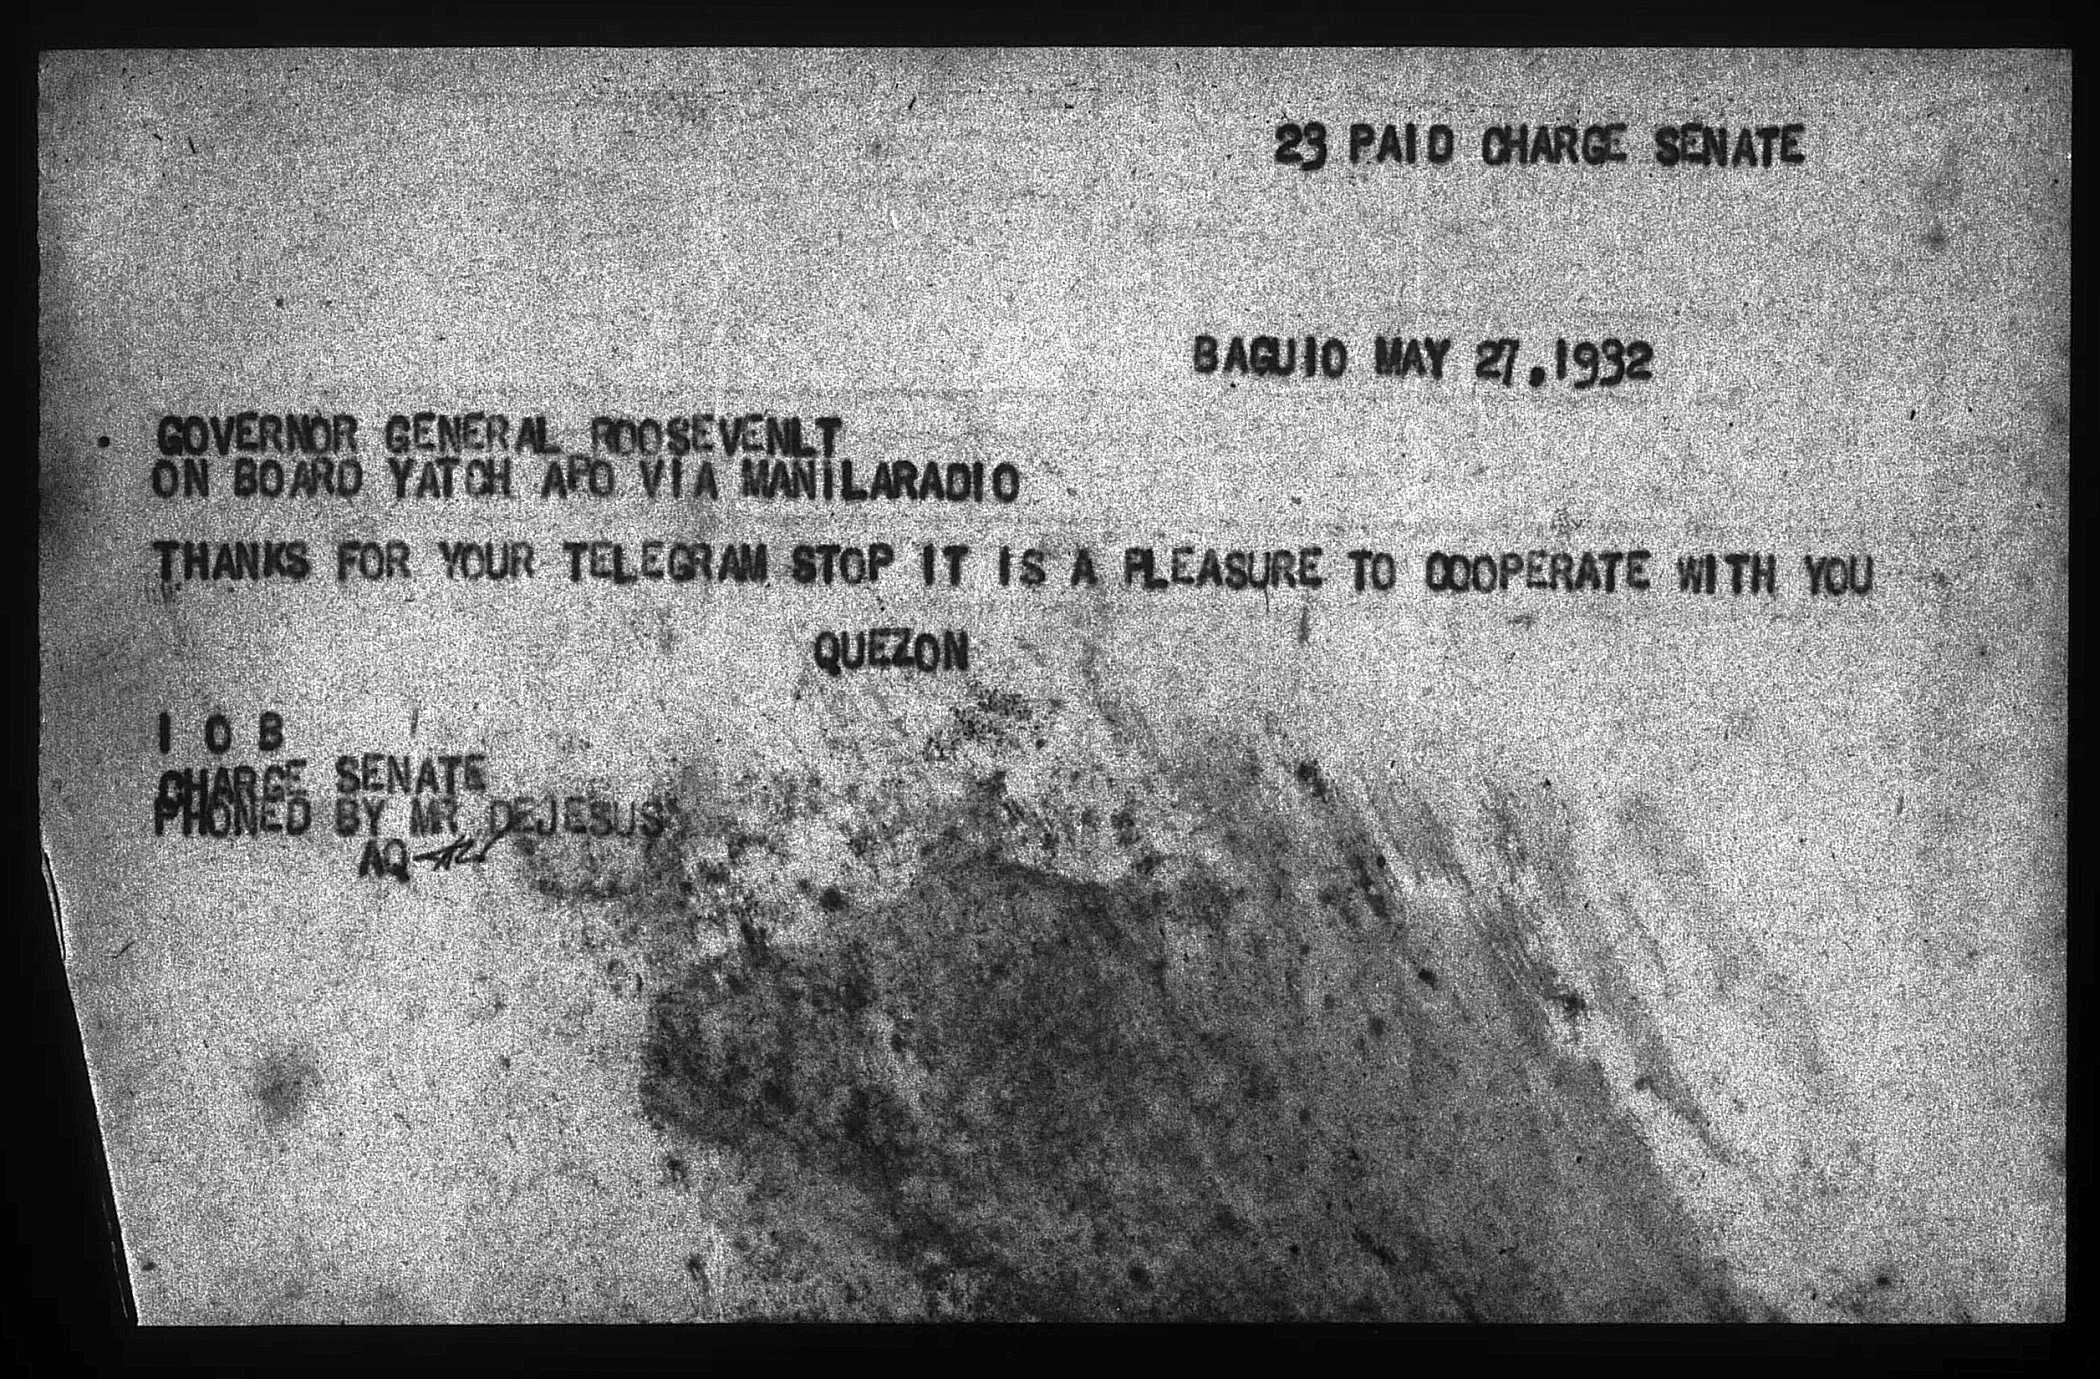 23 PAID CHARGE SENATE
BAGUIO MAY 27,1932
GOVERNOR GENERAL ROOSEVENLT
ON BOARD YATCH APO VIA MANILARADIO
THANKS FOR YOUR TELEGRAM STOP IT IS A PLEASURE TO COOPERATE WITH YOU
QUEZON
I O B
CHARGE SENATE
PHONED BY MR DEJESUS
AQ